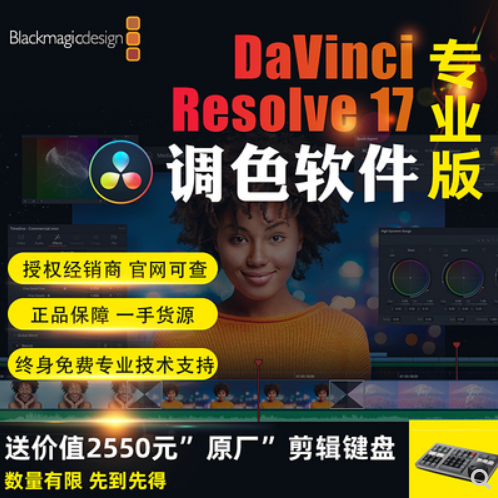 Blackmagicdesign
DaVinci
Resolve 17
调色软件
专业版
授权经销商 官网可查
正品保障 一手货源
终身免费专业技术支持
送价值2550元”原厂”剪辑键盘
数量有限 先到先得